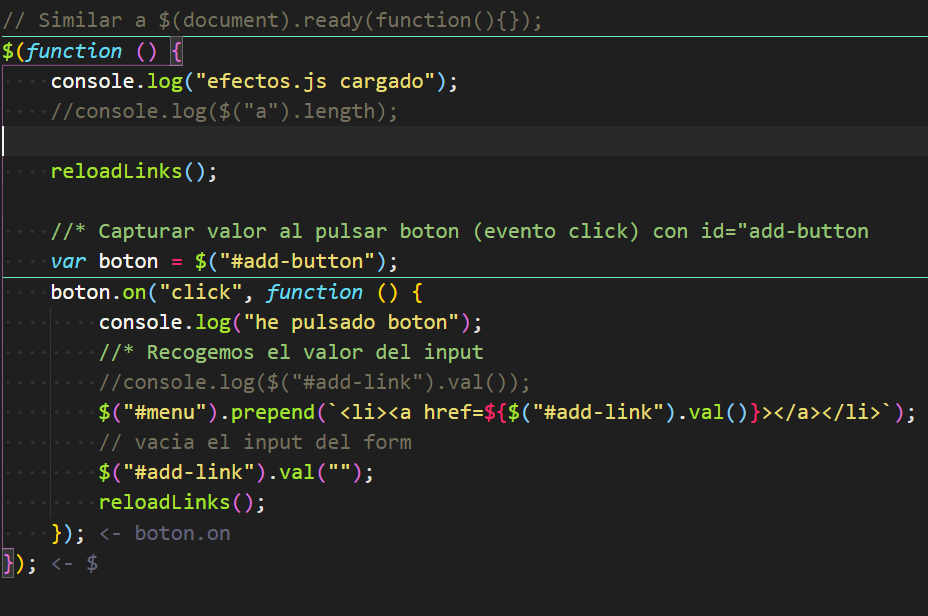 // Similar a $(document).ready(function(){});
$(function () {
console.log("efectos.js cargado");
//console.log($("a").length);
reloadLinks();
//* Capturar valor al pulsar boton (evento click) con id="add-button
var boton = $("#add-button");
boton.on("click", function () {
console.log("he pulsado boton");
//* Recogemos el valor del input
//console.log($("#add-link").val());
$("#menu").prepend(`<li><a href=${$("#add-link").val()}></a></li>`);
// vacia el input del form
$("#add-link").val("");
reloadLinks();
}); <- boton.on
}); <- $